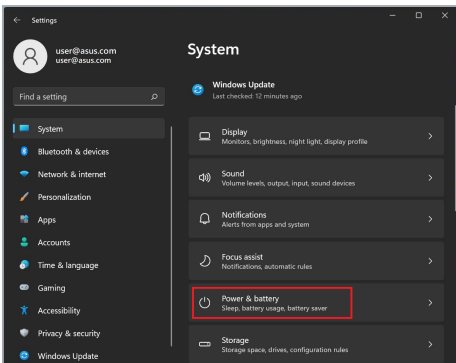 Settings
user@asus.com
user@asus.com
Find a setting
System
Bluetooth & devices
Network & internet
Personalization
Apps
Accounts
Time & language
Gaming
Accessibility
Privacy & security
Windows Update
System
Windows Update
Last checked: 12 minutes ago
Display
Monitors, brightness, night light, display profile
Sound
Volume levels, output, input, sound devices
Notifications
Alerts from apps and system
Focus assist
Notifications, automatic rules
Power & battery
Sleep, battery usage, battery saver
Storage
Storage space, drives, configuration rules